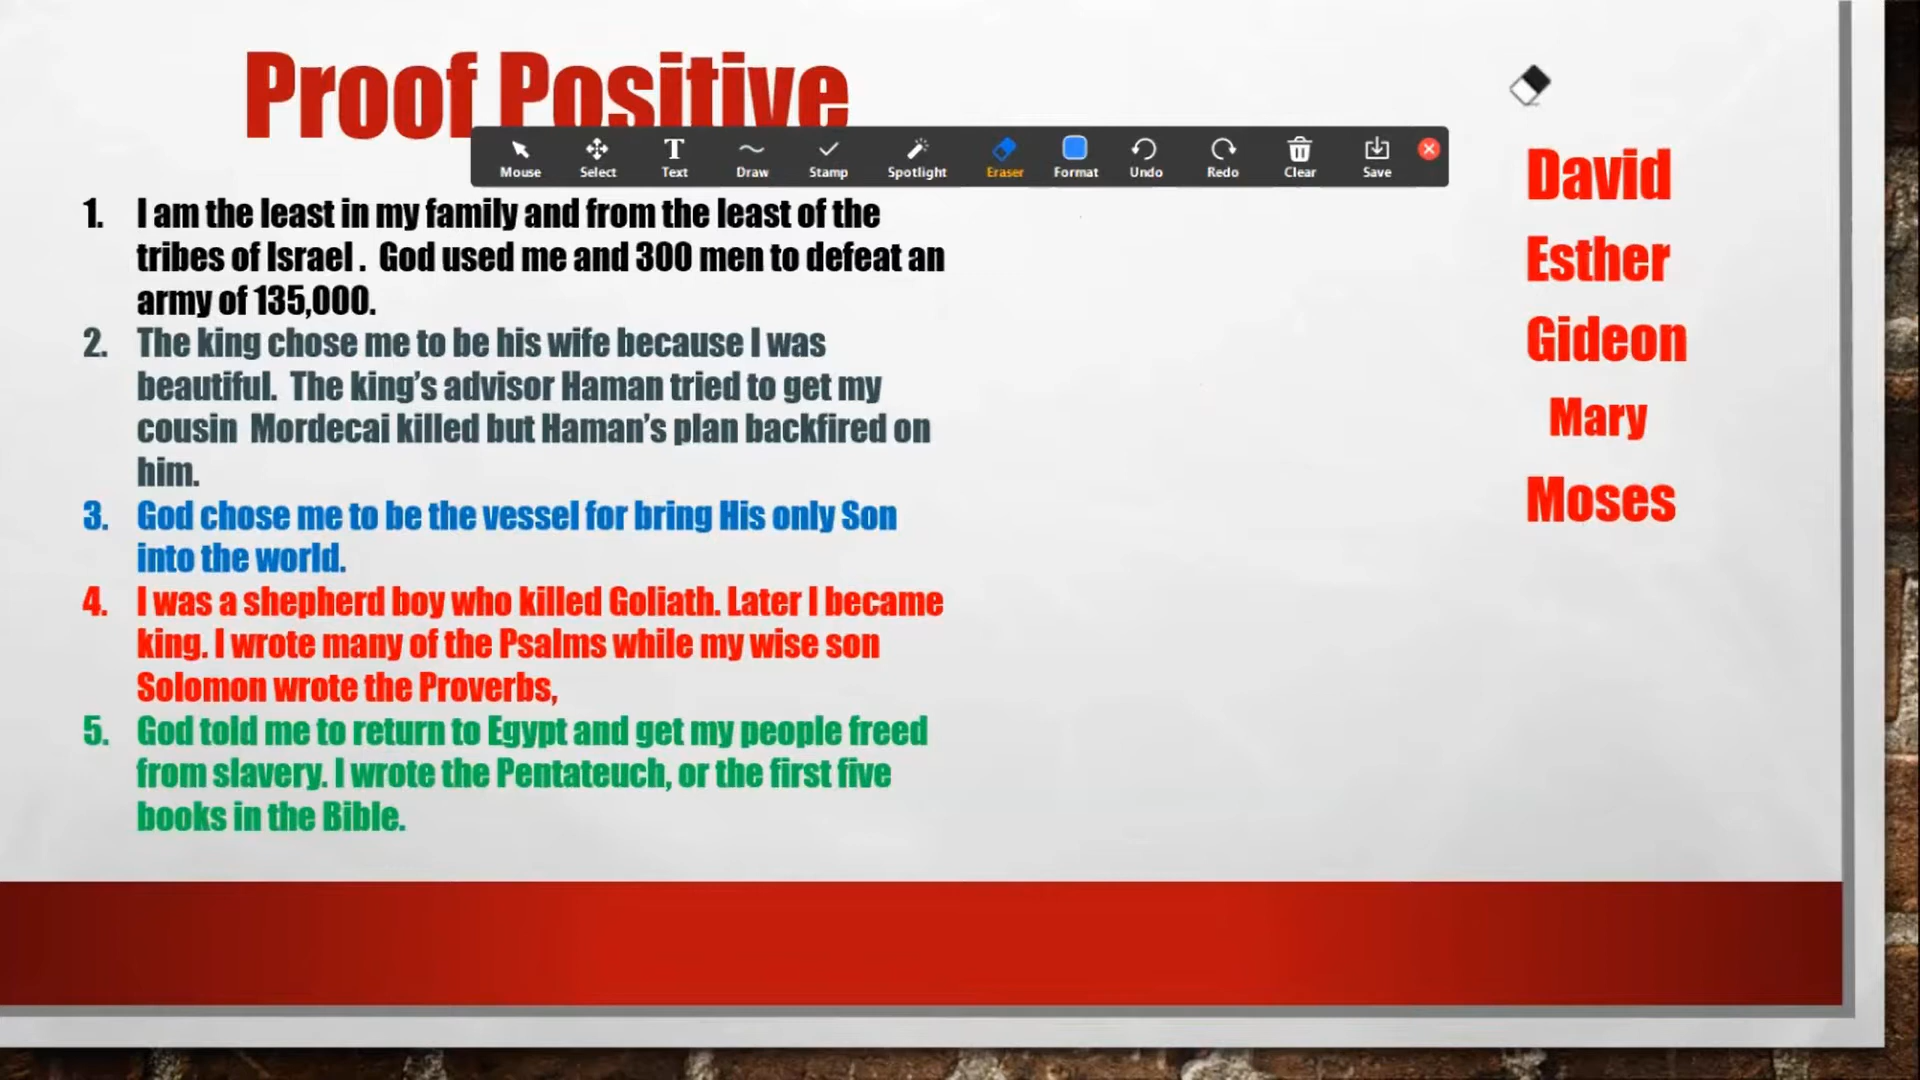 Proof Positive
Mouse Select Text Draw Stamp Spotlight Eraser Format Undo Redo Clear Save
1. I am the least in my family and from the least of the
tribes of Israel . God used me and 300 men to defeat an
army of 135,000.
2. The king chose me to be his wife because I was
beautiful. The king's advisor Haman tried to get my
cousin Mordecai killed but Haman's plan backfired on
him.
3. God chose me to be the vessel for bring His only Son
into the world.
4. I was a shepherd boy who killed Goliath. Later I became
king. I wrote many of the Psalms while my wise son
Solomon wrote the Proverbs,
5. God told me to return to Egypt and get my people freed
from slavery. I wrote the Pentateuch, or the first five
books in the Bible.
David
Esther
Gideon
Mary
Moses